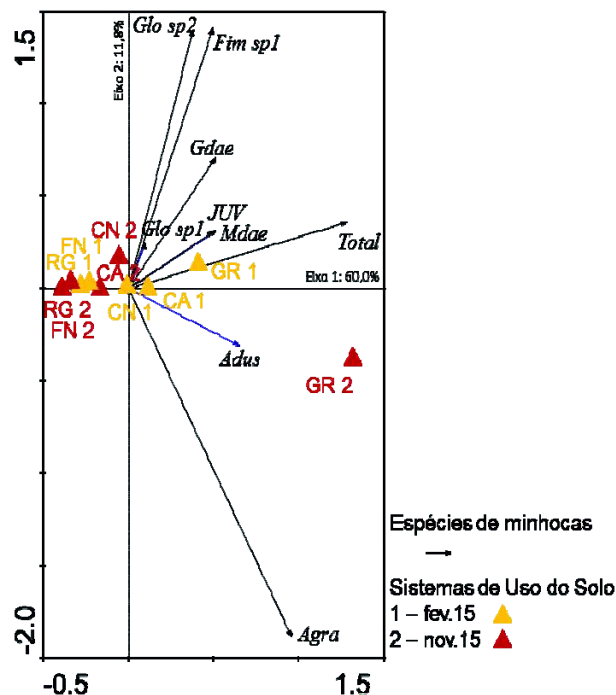 1.5
Eixo 2: 11,8%
Glo sp2
Fim sp1
Gdae
JUV
Glo sp1
Mdae
Total
CN 2
FN 1
RG 1
CA 2
GR 1
Eixo 1: 60,0%
RG 2
CN 1
CA 1
FN 2
Adus
GR 2
Agra
-2.0
-0.5
1.5
Espécies de minhocas
Sistemas de Uso do Solo
1 – fev.15
2 – nov.15